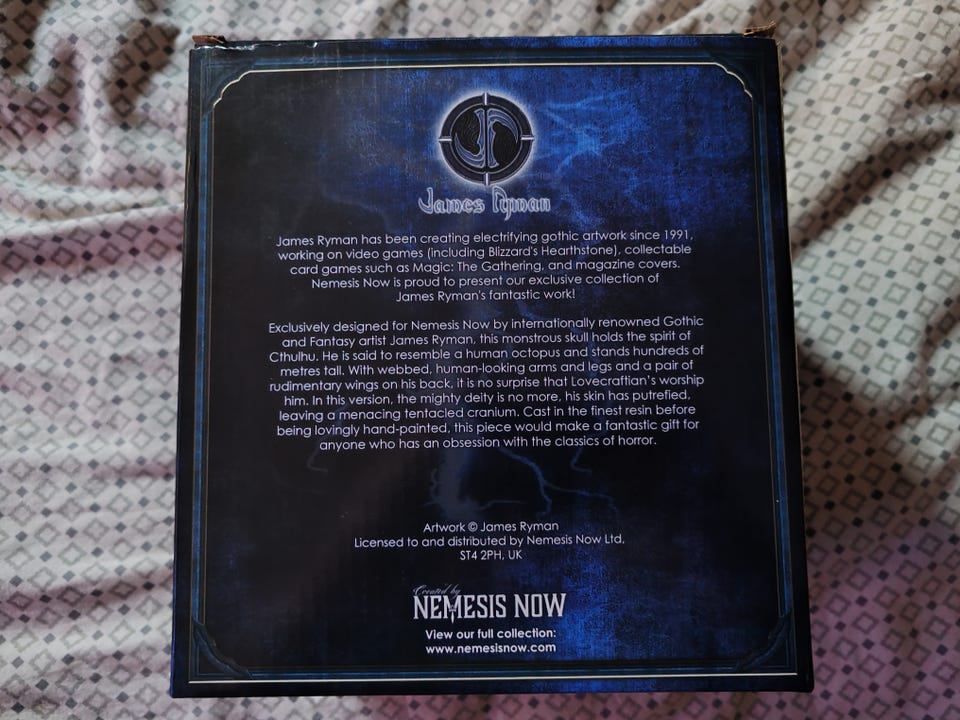 JR
James Ryman
James Ryman has been creating electrifying gothic artwork since 1991,
working on video games (including Blizzard's Hearthstone), collectable
card games such as Magic: The Gathering, and magazine covers.
Nemesis Now is proud to present our exclusive collection of
James Ryman's fantastic work!
Exclusively designed for Nemesis Now by internationally renowned Gothic
and Fantasy artist James Ryman, this monstrous skull holds the spirit of
Cthulhu. He is said to resemble a human octopus and stands hundreds of
metres tall. With webbed, human-looking arms and legs and a pair of
rudimentary wings on his back, it is no surprise that Lovecraftian's worship
him. In this version, the mighty deity is no more, his skin has putrefied,
leaving a menacing tentacled cranium. Cast in the finest resin before
being lovingly hand-painted, this piece would make a fantastic gift for
anyone who has an obsession with the classics of horror.
Artwork © James Ryman
Licensed to and distributed by Nemesis Now Ltd,
ST4 2PH, UK
Created by
NEMESIS NOW
View our full collection:
www.nemesisnow.com